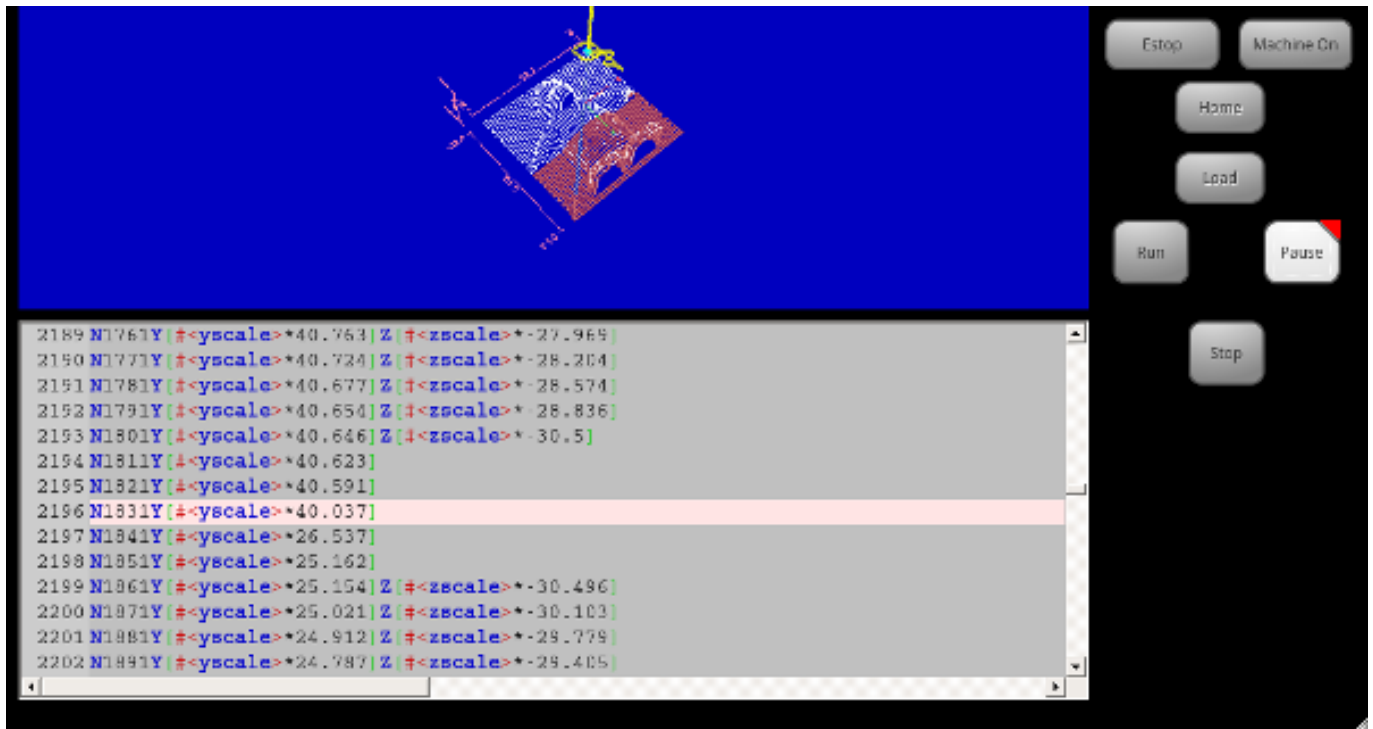 Estop
Machine On
Home
Load
Run
Pause
Stop
2189 N1761Y[#<yscale>*40.763]Z[#<zscale>*-27.969]
2190 N1771Y[#<yscale>*40.724]Z[#<zscale>*-28.204]
2191 N1781Y[#<yscale>*40.677]Z[#<zscale>*-28.574]
2192 N1791Y[#<yscale>*40.654]Z[#<zscale>*-28.836]
2193 N1801Y[#<yscale>*40.646]Z[#<zscale>*-30.5]
2194 N1811Y[#<yscale>*40.623]
2195 N1821Y[#<yscale>*40.591]
2196 N1831Y[#<yscale>*40.037]
2197 N1841Y[#<yscale>*26.537]
2198 N1851Y[#<yscale>*25.162]
2199 N1861Y[#<yscale>*25.154]Z[#<zscale>*-30.496]
2200 N1871Y[#<yscale>*25.021]Z[#<zscale>*-30.103]
2201 N1881Y[#<yscale>*24.912]Z[#<zscale>*-29.779]
2202 N1891Y[#<yscale>*24.787]Z[#<zscale>*-29.405]